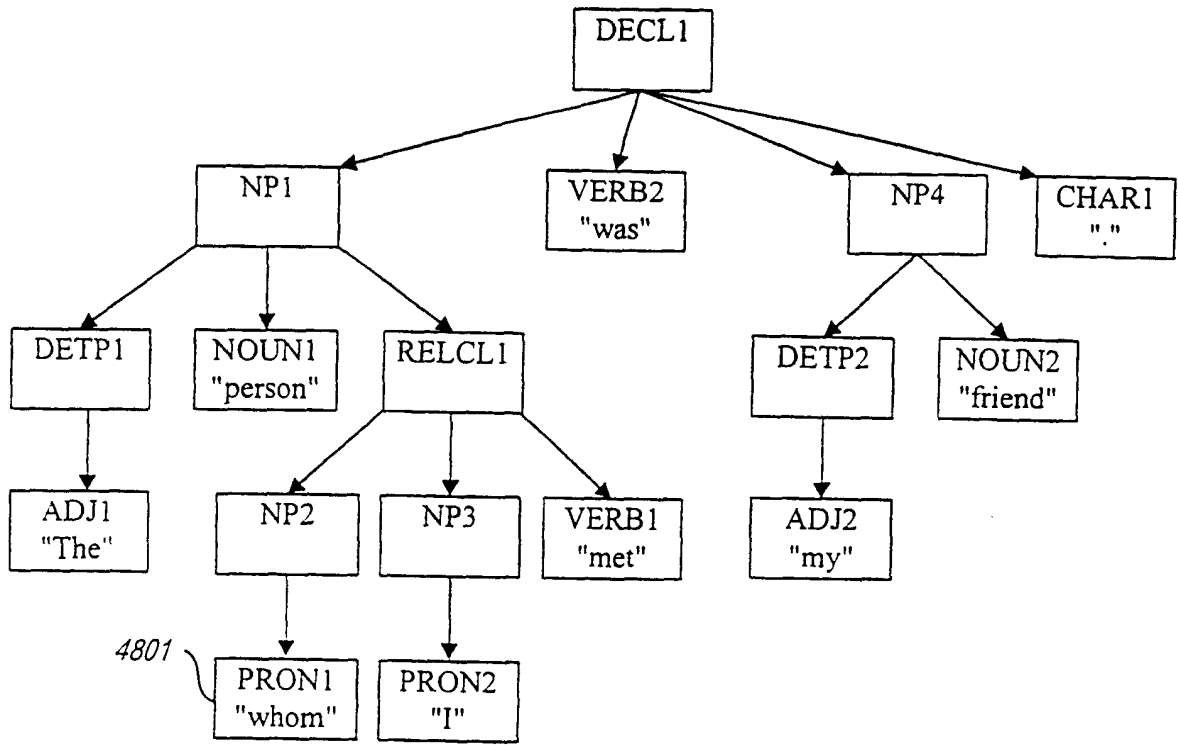 DECL1
NP1
VERB2
"was"
NP4
CHAR1
"."
DETP1
NOUN1
"person"
RELCL1
DETP2
NOUN2
"friend"
ADJ1
"The"
NP2
NP3
VERB1
"met"
ADJ2
"my"
4801
PRON1
"whom"
PRON2
"I"